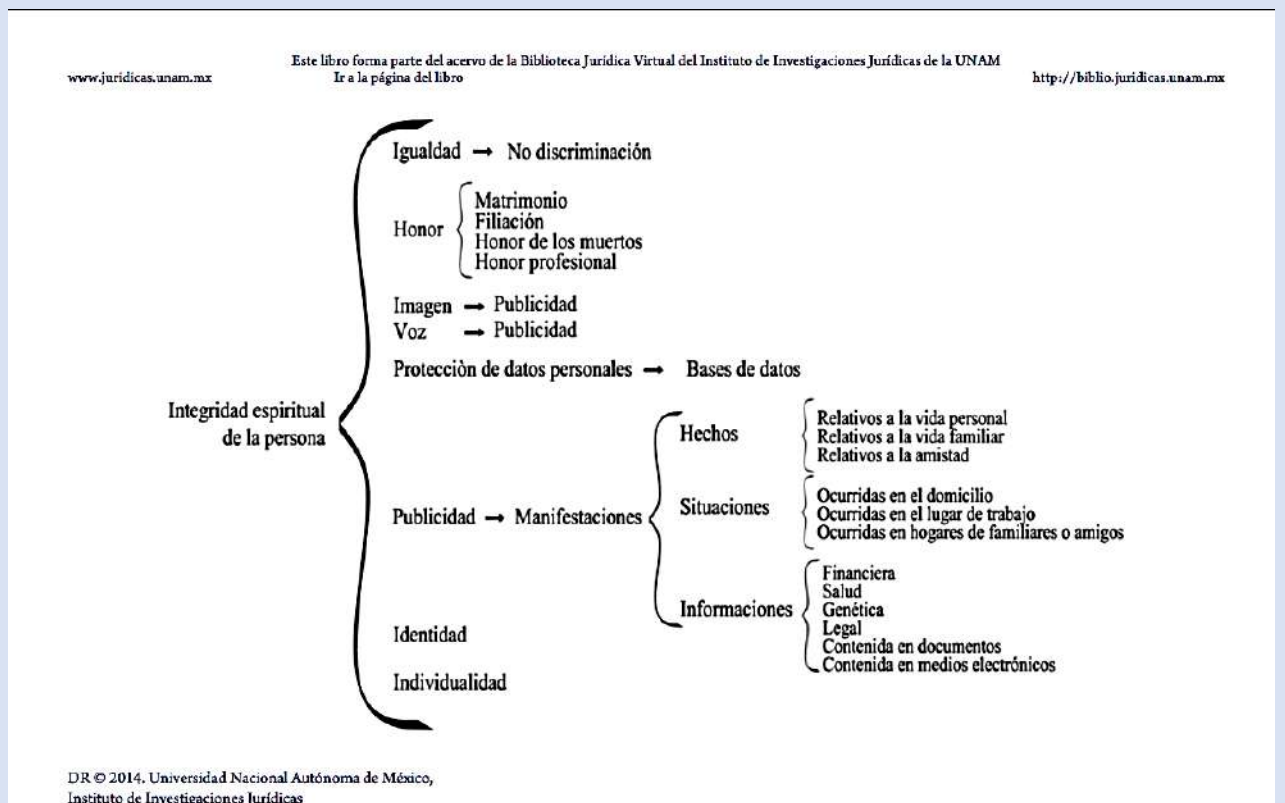 Este libro forma parte del acervo de la Biblioteca Jurídica Virtual del Instituto de Investigaciones Jurídicas de la UNAM
www.juridicas.unam.mx Ir a la página del libro http://biblio.juridicas.unam.mx
Igualdad → No discriminación
Honor
Matrimonio
Filiación
Honor de los muertos
Honor profesional
Imagen → Publicidad
Voz → Publicidad
Protecciòn de datos personales → Bases de datos
Integridad espiritual
de la persona
Publicidad → Manifestaciones
Hechos
Relativos a la vida personal
Relativos a la vida familiar
Relativos a la amistad
Situaciones
Ocurridas en el domicilio
Ocurridas en el lugar de trabajo
Ocurridas en hogares de familiares o amigos
Informaciones
Financiera
Salud
Genética
Legal
Contenida en documentos
Contenida en medios electrónicos
Identidad
Individualidad
DR © 2014. Universidad Nacional Autónoma de México,
Instituto de Investigaciones Jurídicas